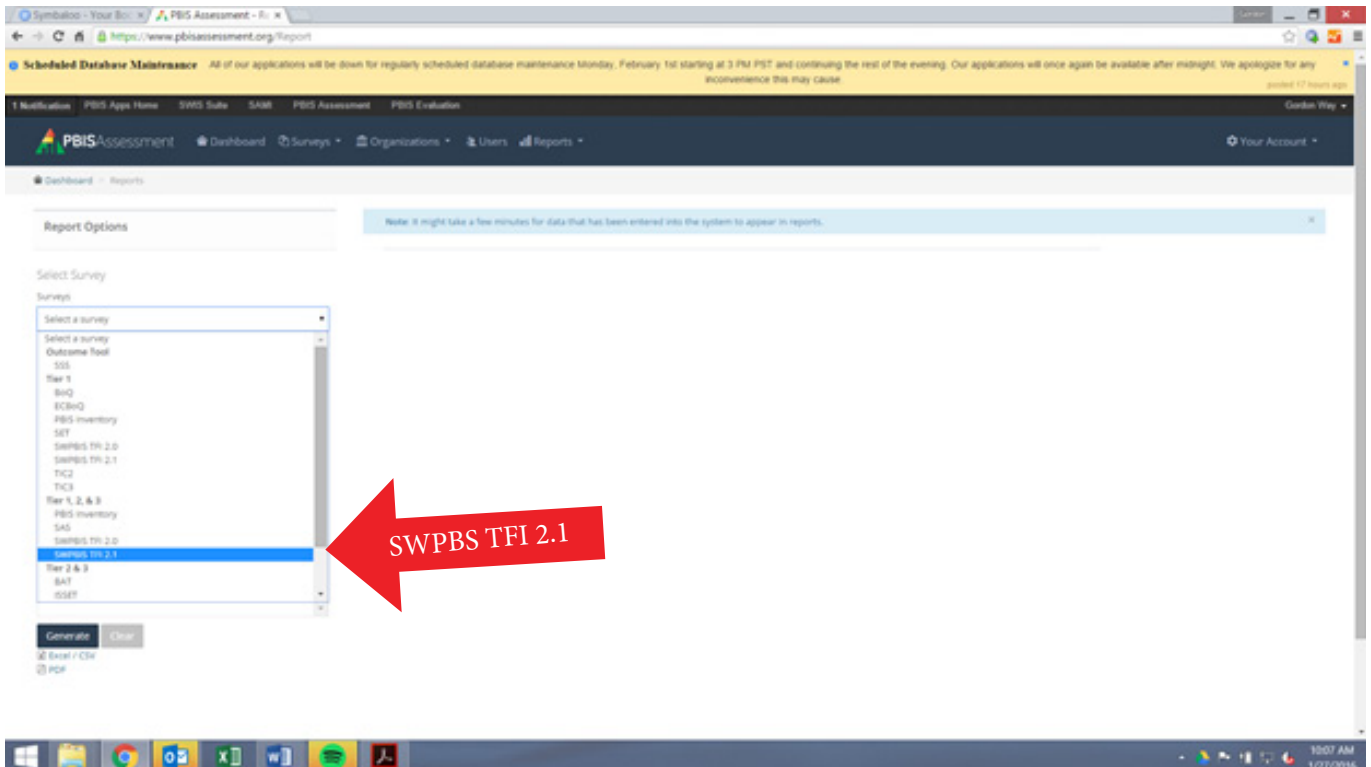 Symbaloo - Your Boo
PBIS Assessment - Re
https://www.pbisassessment.org/Report
Scheduled Database Maintenance All of our applications will be down for regularly scheduled database maintenance Monday, February 1st starting at 3 PM PST and continuing the rest of the evening. Our applications will once again be available after midnight. We apologize for any
inconvenience this may cause.
posted 17 hours ago
1 Notification PBIS Apps Home SWIS Suite SAMI PBIS Assessment PBIS Evaluation Gordon Way
PBISAssessment Dashboard Surveys Organizations Users Reports Your Account
Dashboard Reports
Report Options
Note: It might take a few minutes for data that has been entered into the system to appear in reports.
Select Survey
Surveys
Select a survey
Select a survey
Outcome Tool
SSS
Tier 1
BoQ
ECBoQ
PBIS Inventory
SET
SWPBIS TFI 2.0
SWPBIS TFI 2.1
TIC2
TIC3
Tier 1, 2, & 3
PBIS Inventory
SAS
SWPBIS TFI 2.0
SWPBIS TFI 2.1
SWPBS TFI 2.1
Tier 2 & 3
BAT
ISSET
Generate Clear
Excel / CSV
PDF
10:07 AM
1/27/2016